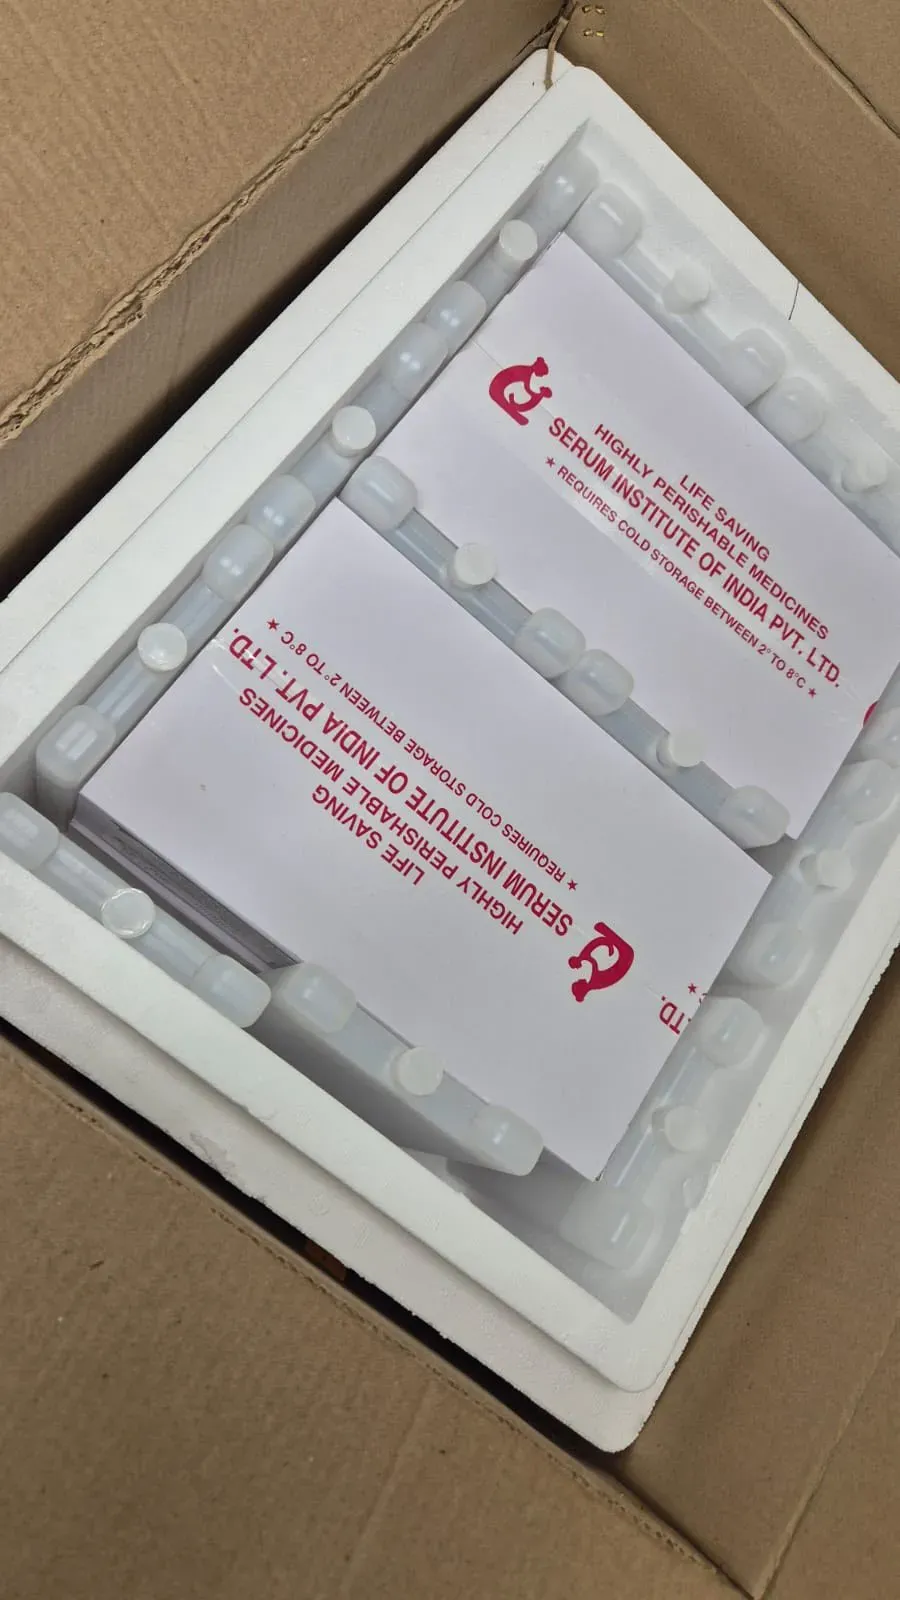 LIFE SAVING
HIGHLY PERISHABLE MEDICINES
SERUM INSTITUTE OF INDIA PVT. LTD.
★ REQUIRES COLD STORAGE BETWEEN 2° TO 8°C ★
LIFE SAVING
HIGHLY PERISHABLE MEDICINES
SERUM INSTITUTE OF INDIA PVT. LTD.
★ REQUIRES COLD STORAGE BETWEEN 2° TO 8°C ★
LTD.
★